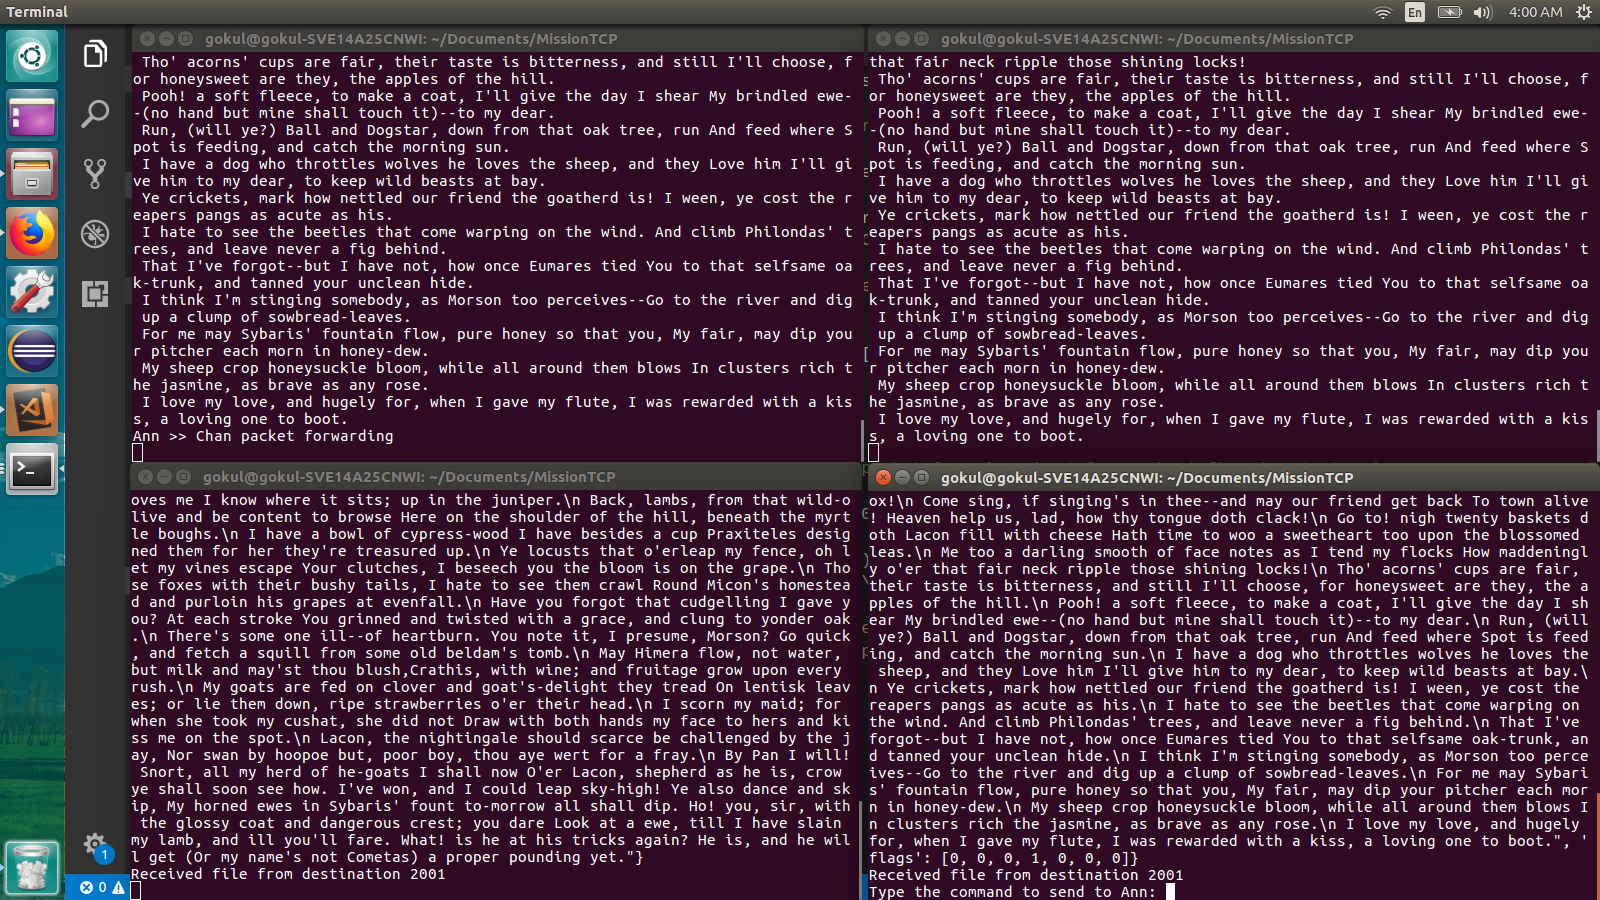 Terminal
En
4:00 AM
gokul@gokul-SVE14A25CNWI: ~/Documents/MissionTCP
 Tho' acorns' cups are fair, their taste is bitterness, and still I'll choose, f
or honeysweet are they, the apples of the hill.
 Pooh! a soft fleece, to make a coat, I'll give the day I shear My brindled ewe-
-(no hand but mine shall touch it)--to my dear.
 Run, (will ye?) Ball and Dogstar, down from that oak tree, run And feed where S
pot is feeding, and catch the morning sun.
 I have a dog who throttles wolves he loves the sheep, and they Love him I'll gi
ve him to my dear, to keep wild beasts at bay.
 Ye crickets, mark how nettled our friend the goatherd is! I ween, ye cost the r
eapers pangs as acute as his.
 I hate to see the beetles that come warping on the wind. And climb Philondas' t
rees, and leave never a fig behind.
 That I've forgot--but I have not, how once Eumares tied You to that selfsame oa
k-trunk, and tanned your unclean hide.
 I think I'm stinging somebody, as Morson too perceives--Go to the river and dig
 up a clump of sowbread-leaves.
 For me may Sybaris' fountain flow, pure honey so that you, My fair, may dip you
r pitcher each morn in honey-dew.
 My sheep crop honeysuckle bloom, while all around them blows In clusters rich t
he jasmine, as brave as any rose.
 I love my love, and hugely for, when I gave my flute, I was rewarded with a kis
s, a loving one to boot.
Ann >> Chan packet forwarding
gokul@gokul-SVE14A25CNWI: ~/Documents/MissionTCP
that fair neck ripple those shining locks!
 Tho' acorns' cups are fair, their taste is bitterness, and still I'll choose, f
or honeysweet are they, the apples of the hill.
 Pooh! a soft fleece, to make a coat, I'll give the day I shear My brindled ewe-
-(no hand but mine shall touch it)--to my dear.
 Run, (will ye?) Ball and Dogstar, down from that oak tree, run And feed where S
pot is feeding, and catch the morning sun.
 I have a dog who throttles wolves he loves the sheep, and they Love him I'll gi
ve him to my dear, to keep wild beasts at bay.
 Ye crickets, mark how nettled our friend the goatherd is! I ween, ye cost the r
eapers pangs as acute as his.
 I hate to see the beetles that come warping on the wind. And climb Philondas' t
rees, and leave never a fig behind.
 That I've forgot--but I have not, how once Eumares tied You to that selfsame oa
k-trunk, and tanned your unclean hide.
 I think I'm stinging somebody, as Morson too perceives--Go to the river and dig
 up a clump of sowbread-leaves.
 For me may Sybaris' fountain flow, pure honey so that you, My fair, may dip you
r pitcher each morn in honey-dew.
 My sheep crop honeysuckle bloom, while all around them blows In clusters rich t
he jasmine, as brave as any rose.
 I love my love, and hugely for, when I gave my flute, I was rewarded with a kis
s, a loving one to boot.
gokul@gokul-SVE14A25CNWI: ~/Documents/MissionTCP
oves me I know where it sits; up in the juniper.\n Back, lambs, from that wild-o
live and be content to browse Here on the shoulder of the hill, beneath the myrt
le boughs.\n I have a bowl of cypress-wood I have besides a cup Praxiteles desig
ned them for her they're treasured up.\n Ye locusts that o'erleap my fence, oh l
et my vines escape Your clutches, I beseech you the bloom is on the grape.\n Tho
se foxes with their bushy tails, I hate to see them crawl Round Micon's homestea
d and purloin his grapes at evenfall.\n Have you forgot that cudgelling I gave y
ou? At each stroke You grinned and twisted with a grace, and clung to yonder oak
.\n There's some one ill--of heartburn. You note it, I presume, Morson? Go quick
, and fetch a squill from some old beldam's tomb.\n May Himera flow, not water,
but milk and may'st thou blush,Crathis, with wine; and fruitage grow upon every
rush.\n My goats are fed on clover and goat's-delight they tread On lentisk leav
es; or lie them down, ripe strawberries o'er their head.\n I scorn my maid; for
when she took my cushat, she did not Draw with both hands my face to hers and ki
ss me on the spot.\n Lacon, the nightingale should scarce be challenged by the j
ay, Nor swan by hoopoe but, poor boy, thou aye wert for a fray.\n By Pan I will!
 Snort, all my herd of he-goats I shall now O'er Lacon, shepherd as he is, crow
ye shall soon see how. I've won, and I could leap sky-high! Ye also dance and sk
ip, My horned ewes in Sybaris' fount to-morrow all shall dip. Ho! you, sir, with
 the glossy coat and dangerous crest; you dare Look at a ewe, till I have slain
my lamb, and ill you'll fare. What! is he at his tricks again? He is, and he wil
l get (Or my name's not Cometas) a proper pounding yet."}
Received file from destination 2001
gokul@gokul-SVE14A25CNWI: ~/Documents/MissionTCP
ox!\n Come sing, if singing's in thee--and may our friend get back To town alive
! Heaven help us, lad, how thy tongue doth clack!\n Go to! nigh twenty baskets d
oth Lacon fill with cheese Hath time to woo a sweetheart too upon the blossomed
leas.\n Me too a darling smooth of face notes as I tend my flocks How maddeningl
y o'er that fair neck ripple those shining locks!\n Tho' acorns' cups are fair,
their taste is bitterness, and still I'll choose, for honeysweet are they, the a
pples of the hill.\n Pooh! a soft fleece, to make a coat, I'll give the day I sh
ear My brindled ewe--(no hand but mine shall touch it)--to my dear.\n Run, (will
 ye?) Ball and Dogstar, down from that oak tree, run And feed where Spot is feed
ing, and catch the morning sun.\n I have a dog who throttles wolves he loves the
 sheep, and they Love him I'll give him to my dear, to keep wild beasts at bay.\
n Ye crickets, mark how nettled our friend the goatherd is! I ween, ye cost the
reapers pangs as acute as his.\n I hate to see the beetles that come warping on
the wind. And climb Philondas' trees, and leave never a fig behind.\n That I've
forgot--but I have not, how once Eumares tied You to that selfsame oak-trunk, an
d tanned your unclean hide.\n I think I'm stinging somebody, as Morson too perce
ives--Go to the river and dig up a clump of sowbread-leaves.\n For me may Sybari
s' fountain flow, pure honey so that you, My fair, may dip your pitcher each mor
n in honey-dew.\n My sheep crop honeysuckle bloom, while all around them blows I
n clusters rich the jasmine, as brave as any rose.\n I love my love, and hugely
for, when I gave my flute, I was rewarded with a kiss, a loving one to boot.", '
flags': [0, 0, 0, 1, 0, 0, 0]}
Received file from destination 2001
Type the command to send to Ann:
1
0